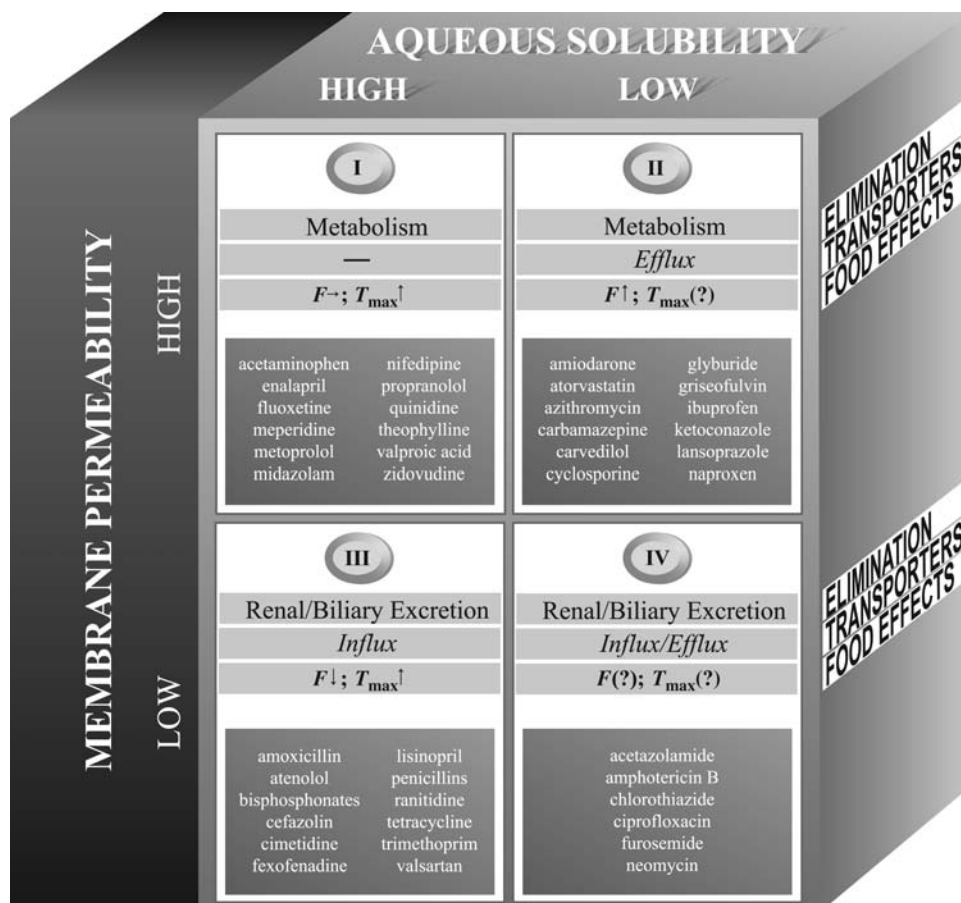 AQUEOUS SOLUBILITY
HIGH LOW
MEMBRANE PERMEABILITY
HIGH
I
Metabolism
—
F→; Tmax↑
acetaminophen nifedipine
enalapril propranolol
fluoxetine quinidine
meperidine theophylline
metoprolol valproic acid
midazolam zidovudine
II
Metabolism
Efflux
F↑; Tmax(?)
amiodarone glyburide
atorvastatin griseofulvin
azithromycin ibuprofen
carbamazepine ketoconazole
carvedilol lansoprazole
cyclosporine naproxen
ELIMINATION
TRANSPORTERS
FOOD EFFECTS
LOW
III
Renal/Biliary Excretion
Influx
F↓; Tmax↑
amoxicillin lisinopril
atenolol penicillins
bisphosphonates ranitidine
cefazolin tetracycline
cimetidine trimethoprim
fexofenadine valsartan
IV
Renal/Biliary Excretion
Influx/Efflux
F(?); Tmax(?)
acetazolamide
amphotericin B
chlorothiazide
ciprofloxacin
furosemide
neomycin
ELIMINATION
TRANSPORTERS
FOOD EFFECTS